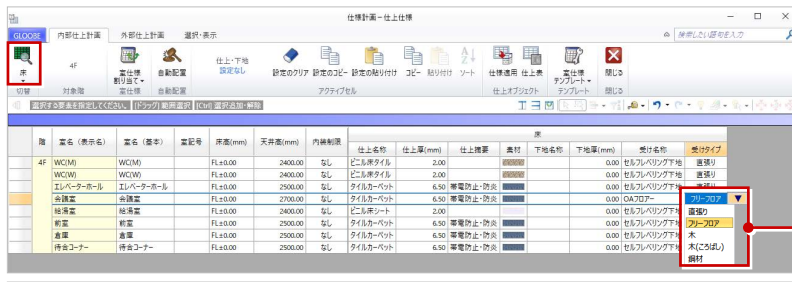 仕様計画－仕上仕様
GLOOBE 内部仕上計画 外部仕上計画 選択・表示 検索したい語句を入力
床 4F 室仕様 割り当て 自動配置 仕上・下地 設定なし 設定のクリア 設定のコピー 設定の貼り付け コピー 貼り付け ソート 仕様適用 仕上表 室仕様 テンプレート 閉じる
切替 対象階 室仕様 自動配置 アクティブセル 仕上オブジェクト テンプレート 閉じる
選択する要素を指定してください。 [ドラッグ] 範囲選択 [Ctrl] 選択追加・解除
床
階 室名（表示名） 室名（基本） 室記号 床高(mm) 天井高(mm) 内装制限 仕上名称 仕上厚(mm) 仕上摘要 素材 下地名称 下地厚(mm) 受け名称 受けタイプ
4F WC(M) WC(M) FL±0.00 2400.00 なし ビニル床タイル 2.00 0.00 セルフレベリング下地 直張り
WC(W) WC(W) FL±0.00 2400.00 なし ビニル床タイル 2.00 0.00 セルフレベリング下地 直張り
エレベーターホール エレベーターホール FL±0.00 2500.00 なし タイルカーペット 6.50 帯電防止・防炎 0.00 セルフレベリング下地 直張り
会議室 会議室 FL±0.00 2700.00 なし タイルカーペット 6.50 帯電防止・防炎 0.00 OAフロアー フリーフロア
給湯室 給湯室 FL±0.00 2400.00 なし ビニル床シート 2.00 0.00 セルフレベリング下地 直張り
前室 前室 FL±0.00 2500.00 なし タイルカーペット 6.50 帯電防止・防炎 0.00 セルフレベリング下地 フリーフロア
倉庫 倉庫 FL±0.00 2500.00 なし タイルカーペット 6.50 帯電防止・防炎 0.00 セルフレベリング下地 木
待合コーナー 待合コーナー FL±0.00 2500.00 なし タイルカーペット 6.50 帯電防止・防炎 0.00 セルフレベリング下地 木(ころばし)
鋼材